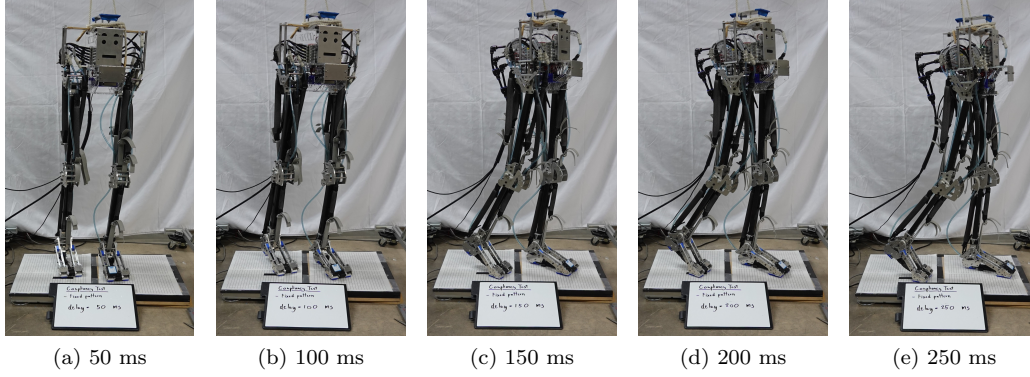 Compliancy Test
- Fixed pattern
delay = 50 ms
Compliancy Test
- Fixed pattern
delay = 100 ms
Compliancy Test
- Fixed pattern
delay = 150 ms
Compliancy Test
- Fixed pattern
delay = 200 ms
Compliancy Test
- Fixed pattern
delay = 250 ms
(a) 50 ms
(b) 100 ms
(c) 150 ms
(d) 200 ms
(e) 250 ms